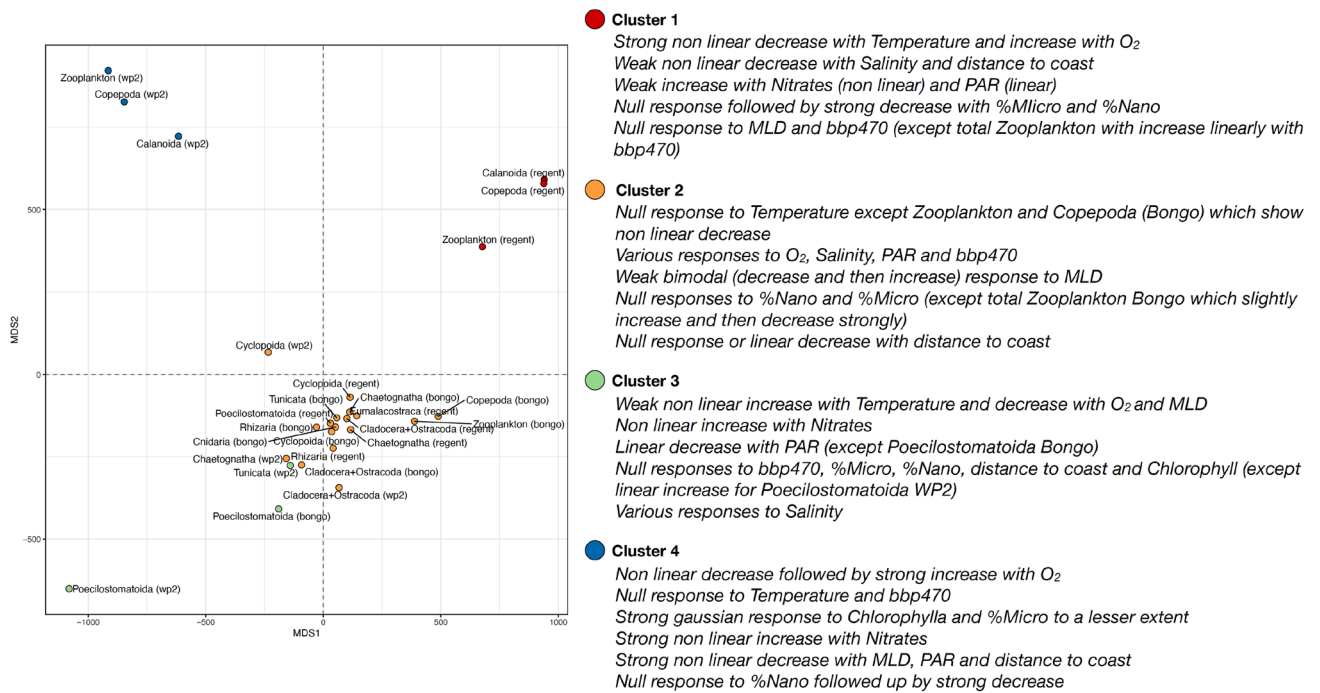 Zooplankton (wp2)
Copepoda (wp2)
Calanoida (wp2)
Calanoida (regent)
Copepoda (regent)
Zooplankton (regent)
Cyclopoida (wp2)
Cyclopoida (regent)
Tunicata (bongo)
Chaetognatha (bongo)
Copepoda (bongo)
Poecilostomatoida (regent)
Eumalacostraca (regent)
Zooplankton (bongo)
Rhizaria (bongo)
Cladocera+Ostracoda (regent)
Cnidaria (bongo)
Cyclopoida (bongo)
Chaetognatha (regent)
Chaetognatha (wp2)
Rhizaria (regent)
Tunicata (wp2)
Cladocera+Ostracoda (bongo)
Cladocera+Ostracoda (wp2)
Poecilostomatoida (bongo)
Poecilostomatoida (wp2)
500
0
−500
MDS2
−1000
−500
0
500
1000
MDS1
Cluster 1
Strong non linear decrease with Temperature and increase with O₂
Weak non linear decrease with Salinity and distance to coast
Weak increase with Nitrates (non linear) and PAR (linear)
Null response followed by strong decrease with %MIicro and %Nano
Null response to MLD and bbp470 (except total Zooplankton with increase linearly with
bbp470)
Cluster 2
Null response to Temperature except Zooplankton and Copepoda (Bongo) which show
non linear decrease
Various responses to O₂, Salinity, PAR and bbp470
Weak bimodal (decrease and then increase) response to MLD
Null responses to %Nano and %Micro (except total Zooplankton Bongo which slightly
increase and then decrease strongly)
Null response or linear decrease with distance to coast
Cluster 3
Weak non linear increase with Temperature and decrease with O₂ and MLD
Non linear increase with Nitrates
Linear decrease with PAR (except Poecilostomatoida Bongo)
Null responses to bbp470, %Micro, %Nano, distance to coast and Chlorophyll (except
linear increase for Poecilostomatoida WP2)
Various responses to Salinity
Cluster 4
Non linear decrease followed by strong increase with O₂
Null response to Temperature and bbp470
Strong gaussian response to Chlorophylla and %Micro to a lesser extent
Strong non linear increase with Nitrates
Strong non linear decrease with MLD, PAR and distance to coast
Null response to %Nano followed up by strong decrease